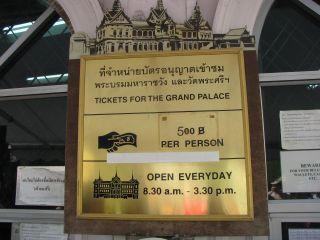 ที่จำหน่ายบัตรอนุญาตเข้าชม
พระบรมมหาราชวัง และวัดพระศรีฯ
TICKETS FOR THE GRAND PALACE
500 B
PER PERSON
OPEN EVERYDAY
8.30 a.m. - 3.30 p.m.
BEWARE